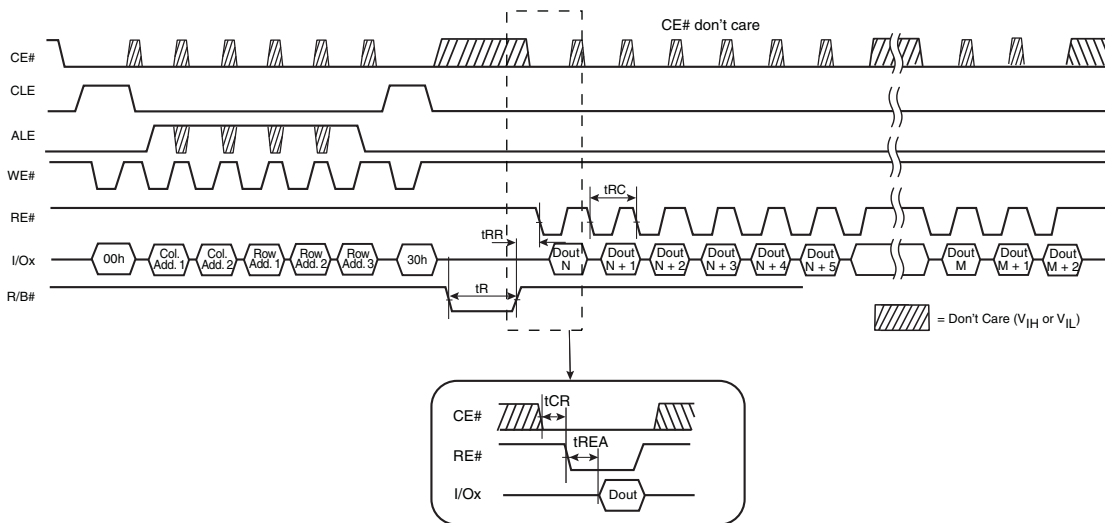 CE# don't care
CE#
CLE
ALE
WE#
tRC
RE#
tRR
I/Ox
00h
Col. Add. 1
Col. Add. 2
Row Add. 1
Row Add. 2
Row Add. 3
30h
Dout N
Dout N + 1
Dout N + 2
Dout N + 3
Dout N + 4
Dout N + 5
Dout M
Dout M + 1
Dout M + 2
tR
R/B#
= Don't Care (VIH or VIL)
tCR
CE#
tREA
RE#
I/Ox
Dout